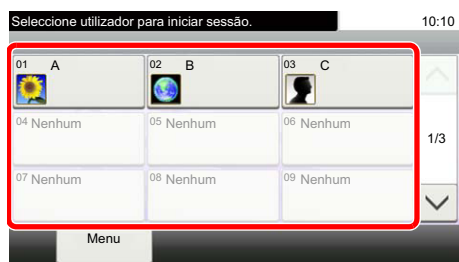 Seleccione utilizador para iniciar sessão. 10:10
01 A 02 B 03 C
04 Nenhum 05 Nenhum 06 Nenhum
1/3
07 Nenhum 08 Nenhum 09 Nenhum
Menu